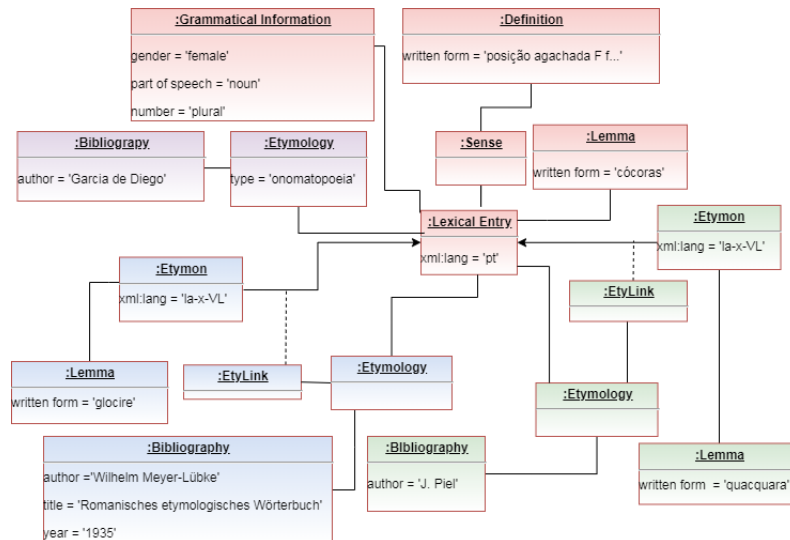 :Grammatical Information
gender = 'female'
part of speech = 'noun'
number = 'plural'
:Definition
written form = 'posição agachada F f...'
:Bibliograpy
author = 'Garcia de Diego'
:Etymology
type = 'onomatopoeia'
:Sense
:Lemma
written form = 'cócoras'
:Lexical Entry
xml:lang = 'pt'
:Etymon
xml:lang = 'la-x-VL'
:Etymon
xml:lang = 'la-x-VL'
:EtyLink
:Lemma
written form = 'glocire'
:EtyLink
:Etymology
:Etymology
:Bibliography
author ='Wilhelm Meyer-Lübke'
title = 'Romanisches etymologisches Wörterbuch'
year = '1935'
:BIbliography
author = 'J. Piel'
:Lemma
written form = 'quacquara'